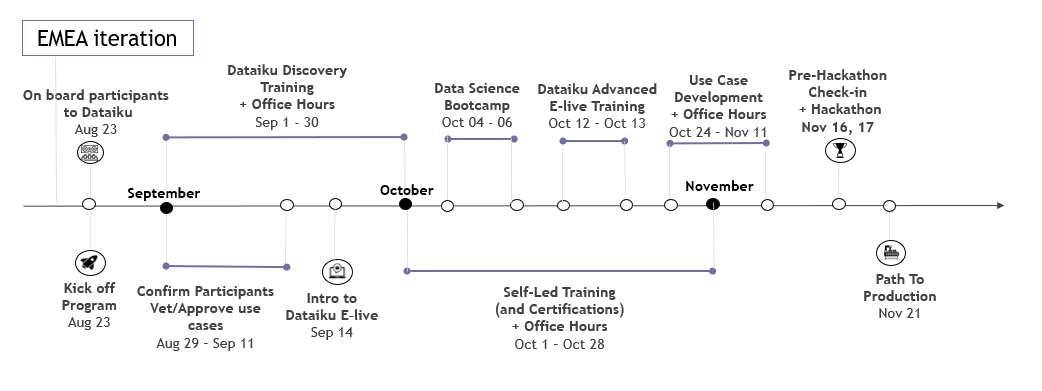 EMEA iteration
On board participants
to Dataiku
Aug 23
Dataiku Discovery
Training
+ Office Hours
Sep 1 - 30
Data Science
Bootcamp
Oct 04 - 06
Dataiku Advanced
E-live Training
Oct 12 - Oct 13
Use Case
Development
+ Office Hours
Oct 24 – Nov 11
Pre-Hackathon
Check-in
+ Hackathon
Nov 16, 17
September
October
November
Kick off
Program
Aug 23
Confirm Participants
Vet/Approve use
cases
Aug 29 – Sep 11
Intro to
Dataiku E-live
Sep 14
Self-Led Training
(and Certifications)
+ Office Hours
Oct 1 – Oct 28
Path To
Production
Nov 21